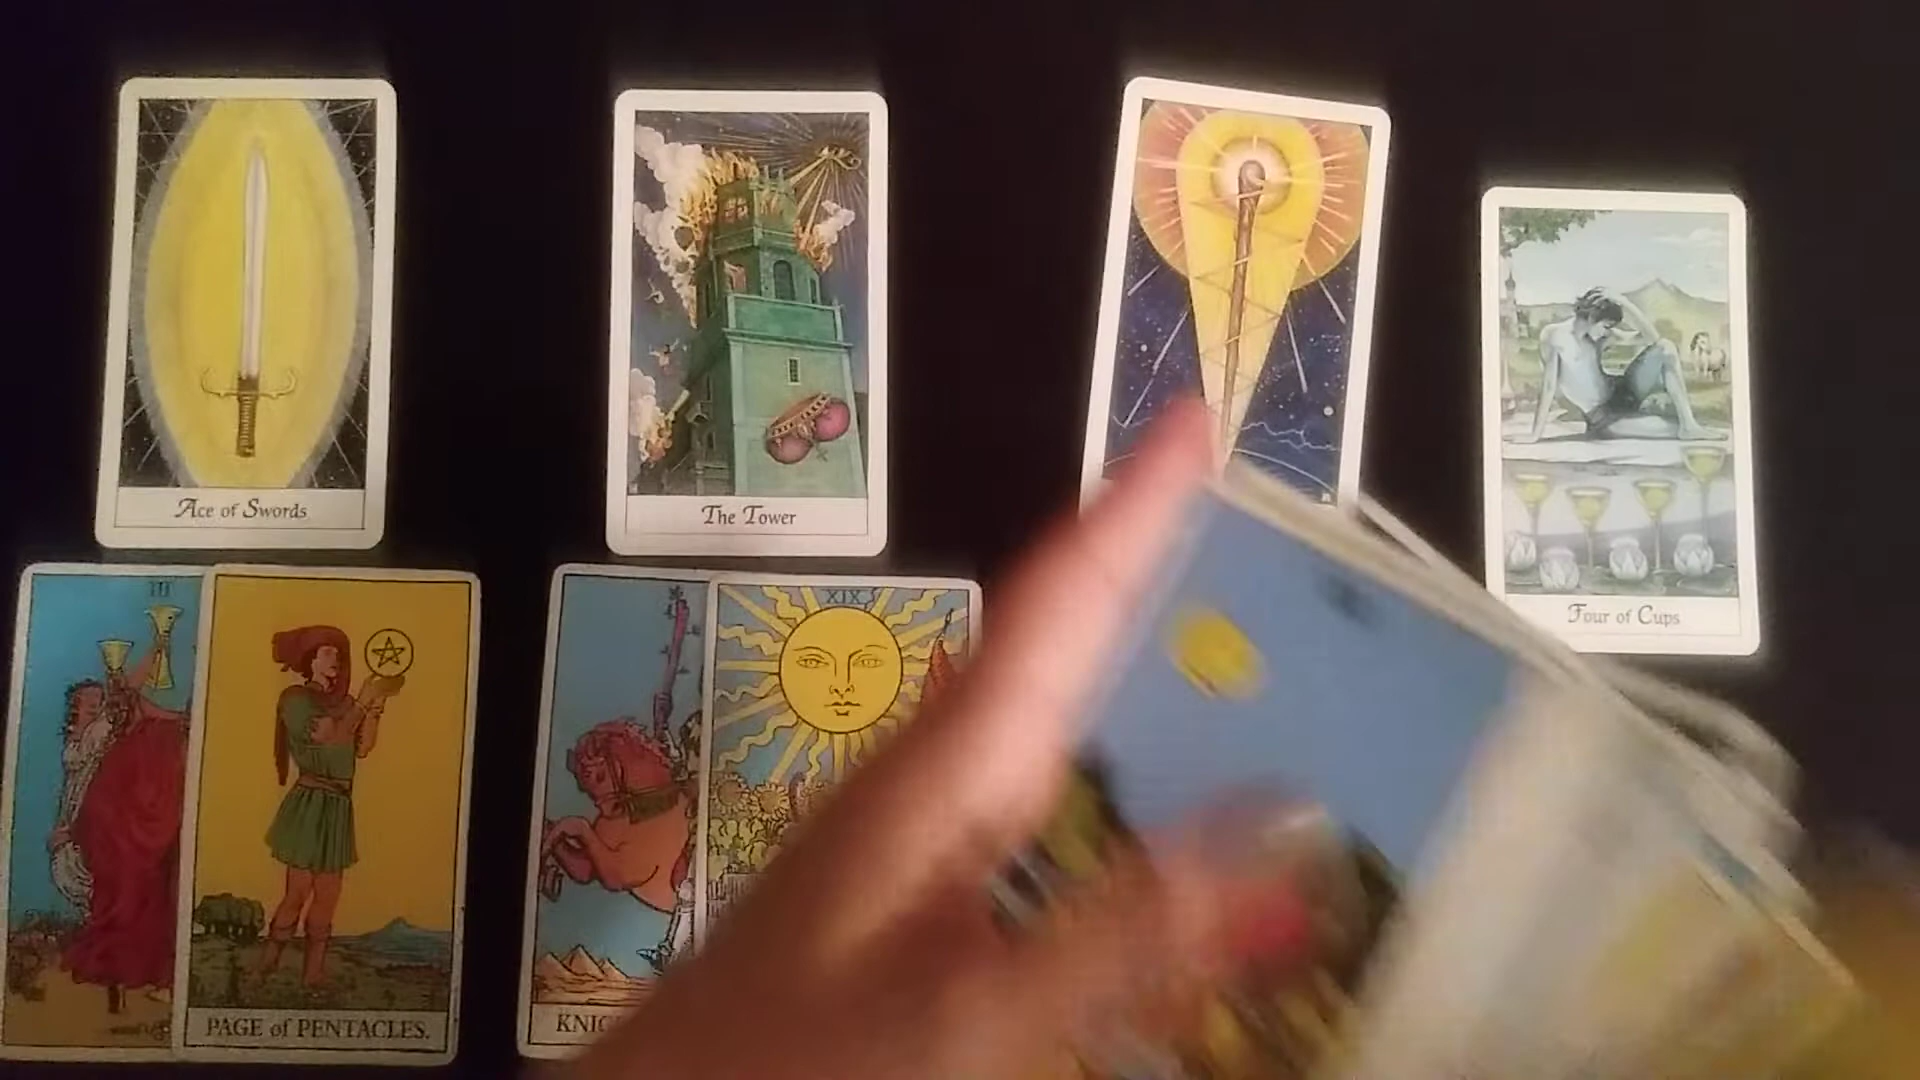 Ace of Swords
The Tower
Four of Cups
III
XIX
PAGE of PENTACLES.